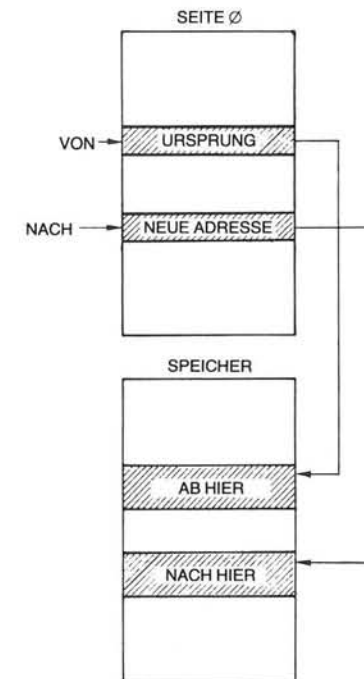 SEITE Ø
VON
URSPRUNG
NACH
NEUE ADRESSE
SPEICHER
AB HIER
NACH HIER